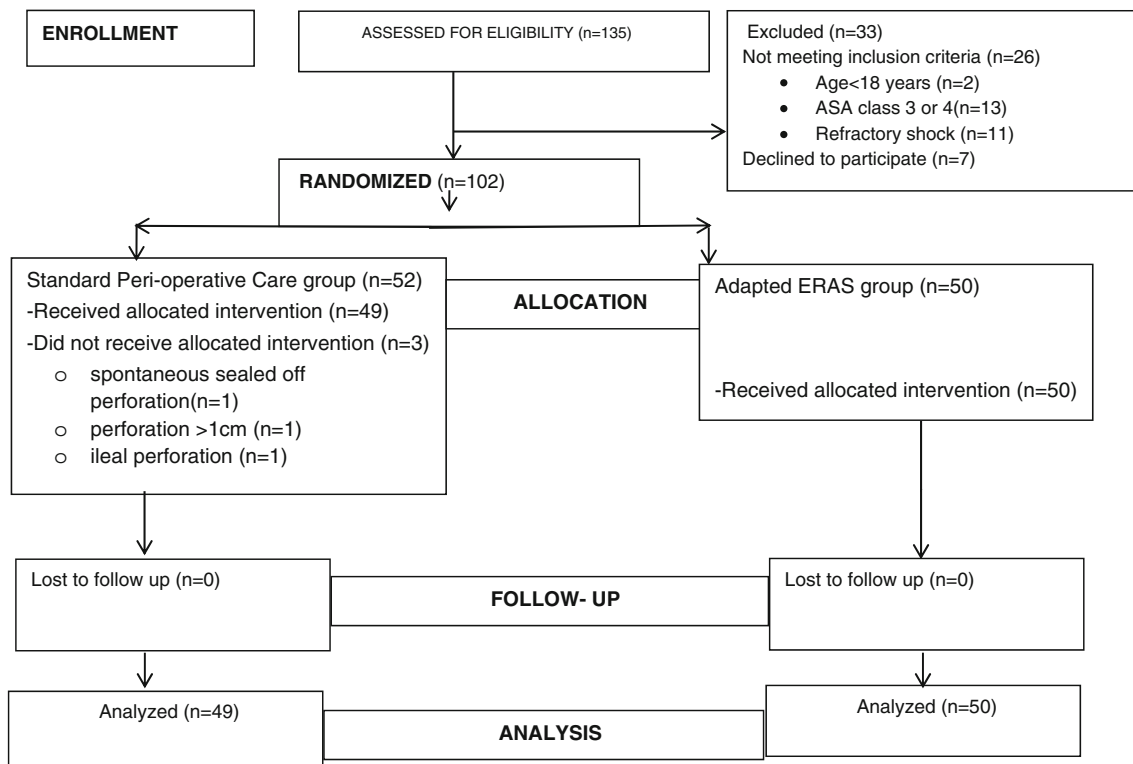 ENROLLMENT
ASSESSED FOR ELIGIBILITY (n=135)
Excluded (n=33)
Not meeting inclusion criteria (n=26)
• Age<18 years (n=2)
• ASA class 3 or 4(n=13)
• Refractory shock (n=11)
Declined to participate (n=7)
RANDOMIZED (n=102)
Standard Peri-operative Care group (n=52)
-Received allocated intervention (n=49)
-Did not receive allocated intervention (n=3)
o spontaneous sealed off
perforation(n=1)
o perforation >1cm (n=1)
o ileal perforation (n=1)
ALLOCATION
Adapted ERAS group (n=50)
-Received allocated intervention (n=50)
Lost to follow up (n=0)
FOLLOW- UP
Lost to follow up (n=0)
Analyzed (n=49)
ANALYSIS
Analyzed (n=50)